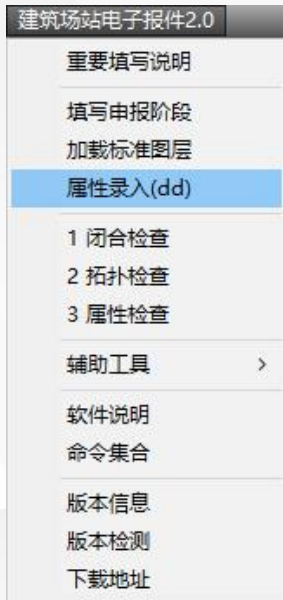 建筑场站电子报件2.0
重要填写说明
填写申报阶段
加载标准图层
属性录入(dd)
1 闭合检查
2 拓扑检查
3 属性检查
辅助工具 >
软件说明
命令集合
版本信息
版本检测
下载地址